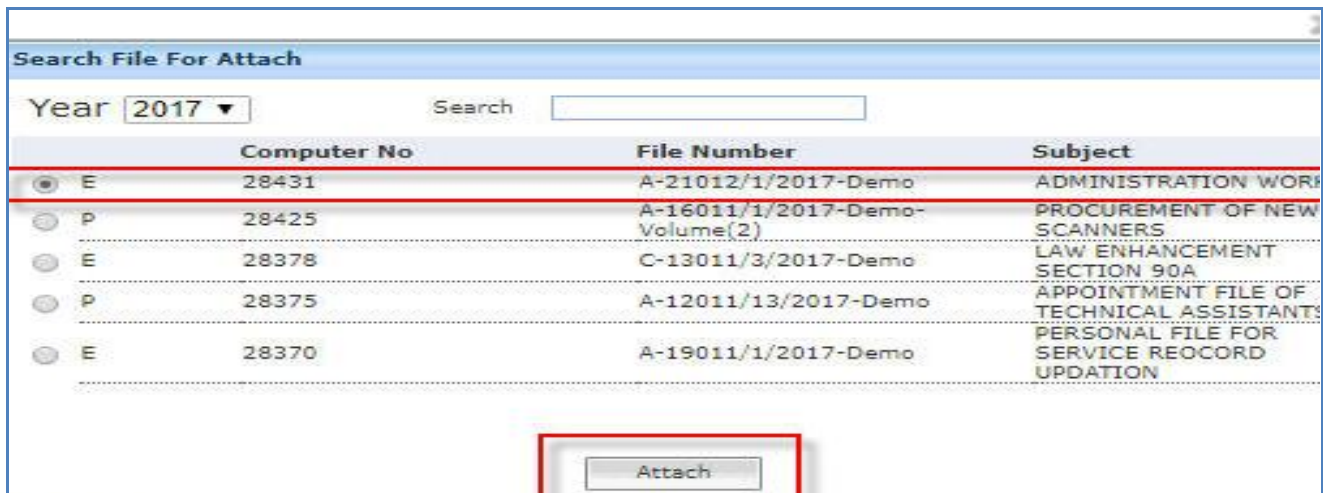 Search File For Attach
Year 2017 ▼ Search
Computer No File Number Subject
E 28431 A-21012/1/2017-Demo ADMINISTRATION WORK
P 28425 A-16011/1/2017-Demo-Volume(2) PROCUREMENT OF NEW SCANNERS
E 28378 C-13011/3/2017-Demo LAW ENHANCEMENT SECTION 90A
P 28375 A-12011/13/2017-Demo APPOINTMENT FILE OF TECHNICAL ASSISTANTS
E 28370 A-19011/1/2017-Demo PERSONAL FILE FOR SERVICE REOCORD UPDATION
Attach